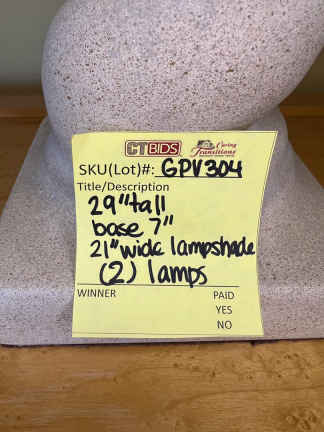 CTBIDS Caring Transitions
SKU(Lot)#: GPV304
Title/Description
29" tall
base 7"
21" wide lampshade
(2) lamps
WINNER PAID
YES
NO